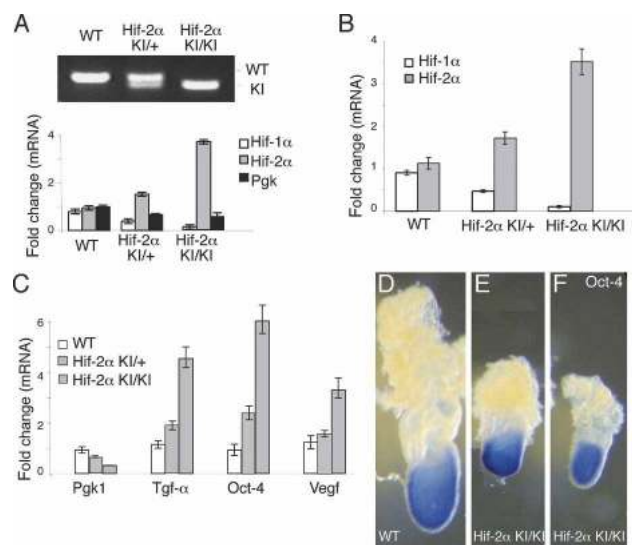 A
WT
Hif-2α KI/+
Hif-2α KI/KI
WT
KI
Fold change (mRNA)
4
2
0
Hif-1α
Hif-2α
Pgk
WT
Hif-2α KI/+
Hif-2α KI/KI
B
Fold change (mRNA)
4
3
2
1
0
Hif-1α
Hif-2α
WT
Hif-2α KI/+
Hif-2α KI/KI
C
Fold change (mRNA)
6
4
2
0
WT
Hif-2α KI/+
Hif-2α KI/KI
Pgk1
Tgf-α
Oct-4
Vegf
D
E
F
Oct-4
WT
Hif-2α KI/KI
Hif-2α KI/KI